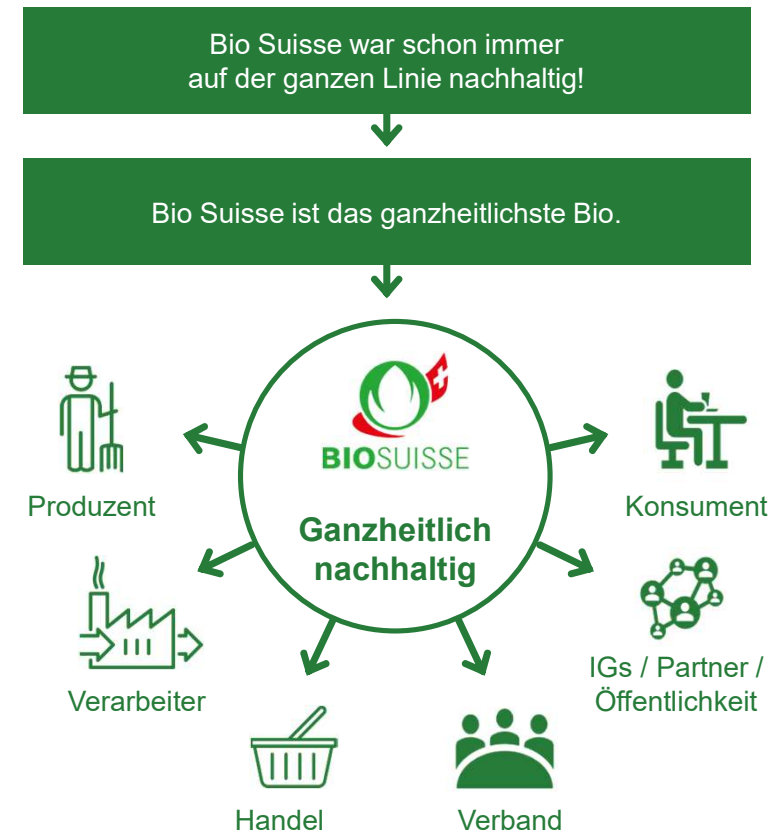 Bio Suisse war schon immer
auf der ganzen Linie nachhaltig!
Bio Suisse ist das ganzheitlichste Bio.
BIOSUISSE
Ganzheitlich
nachhaltig
Produzent
Konsument
Verarbeiter
IGs / Partner /
Öffentlichkeit
Handel
Verband